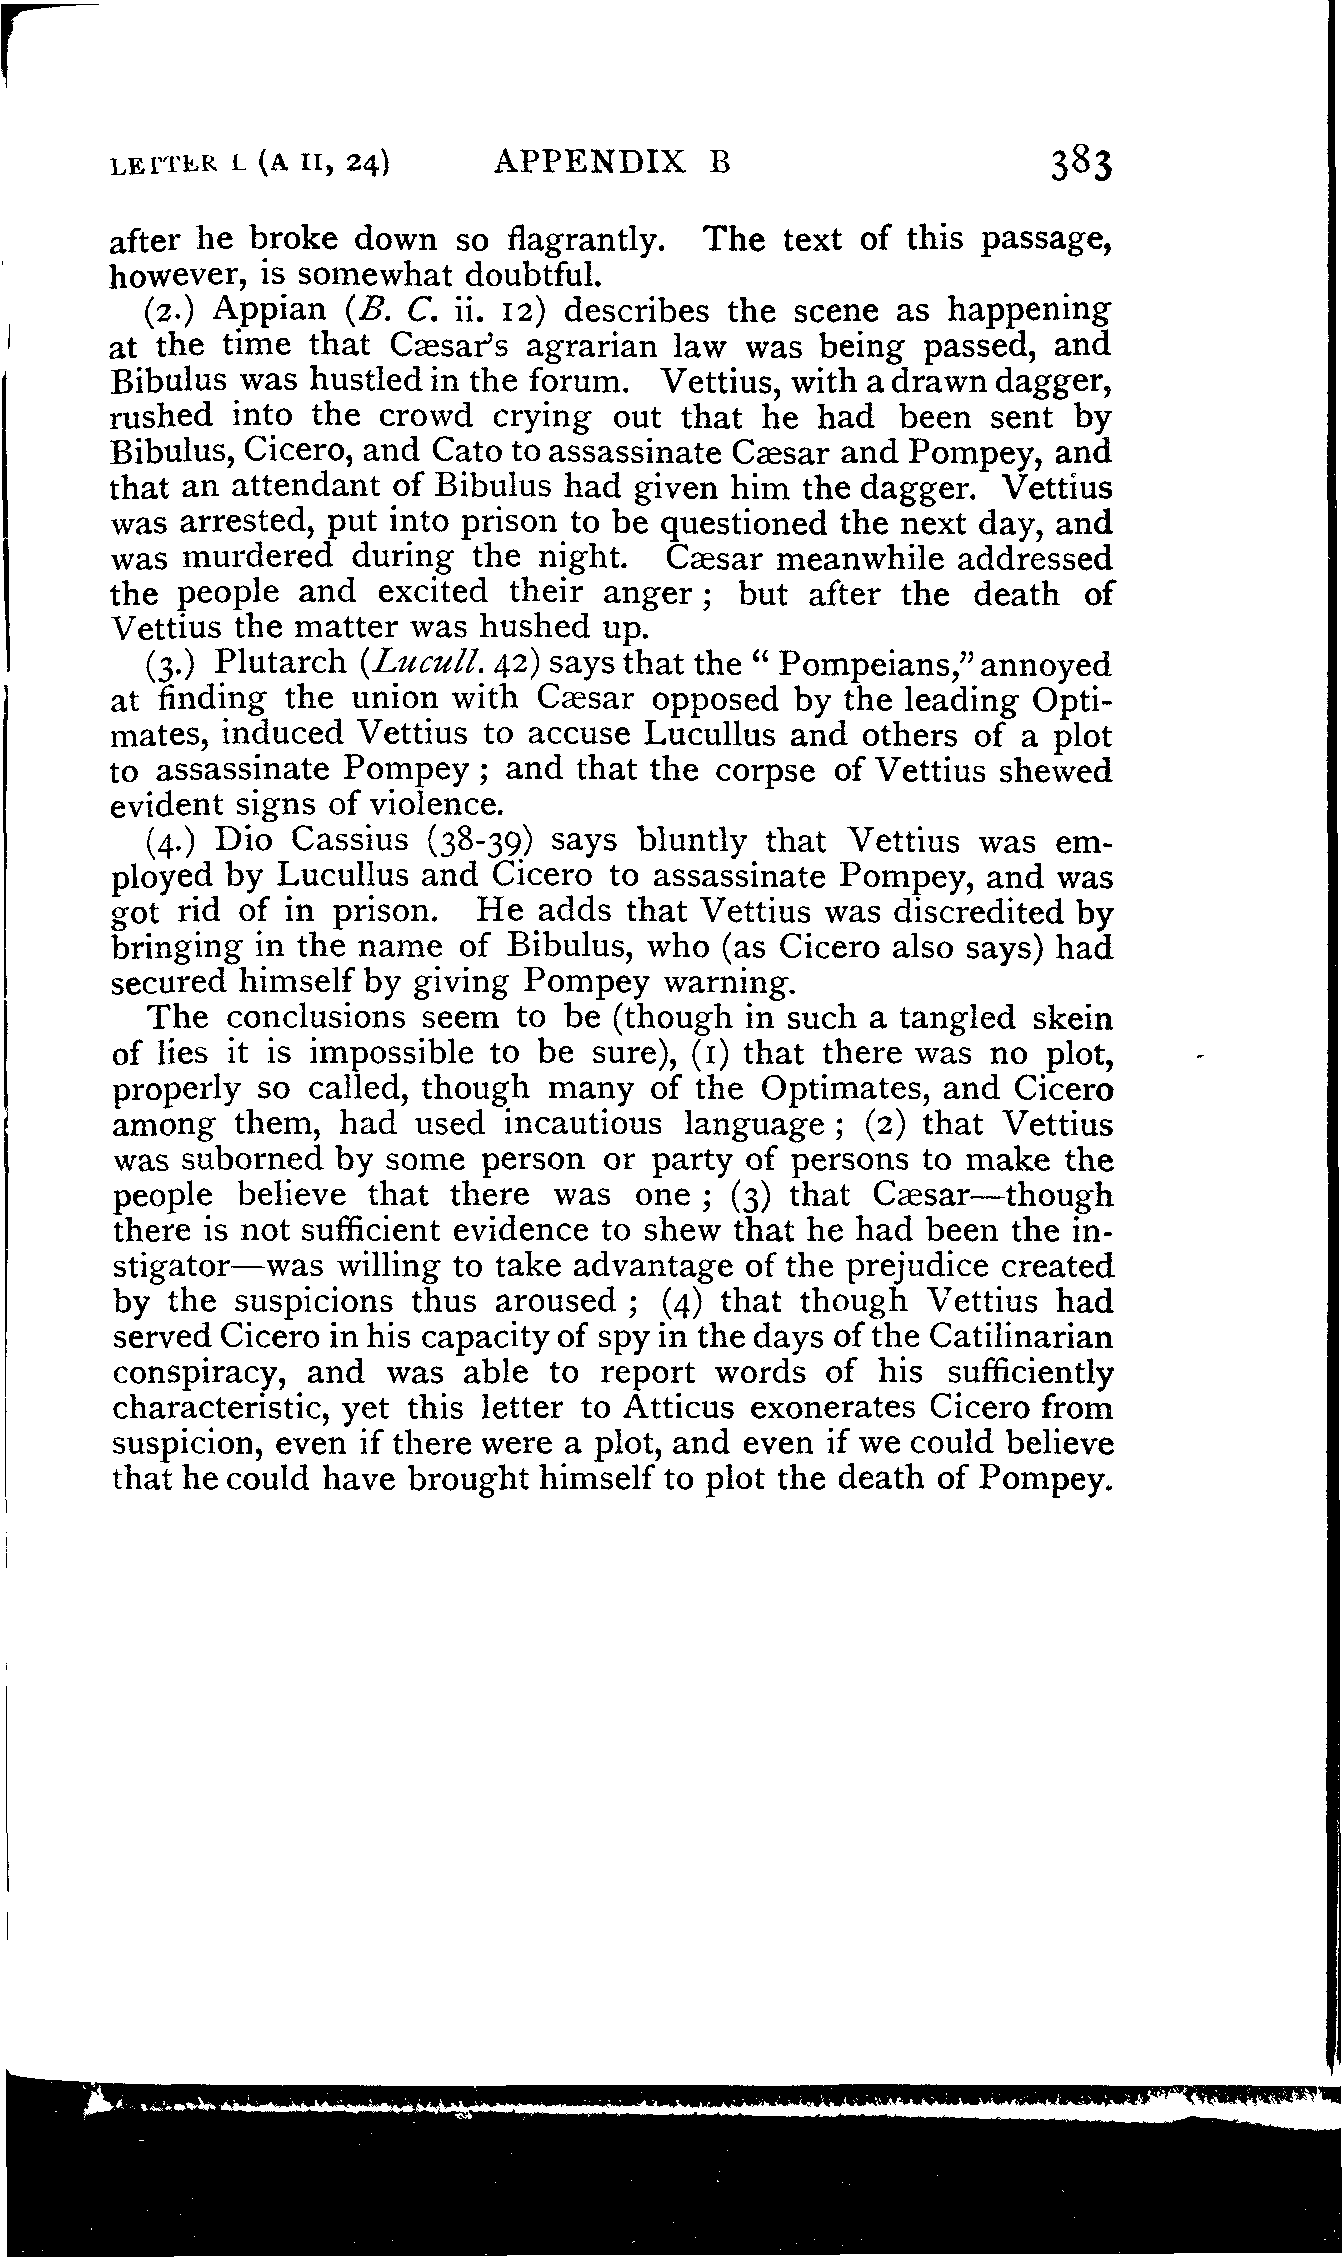 LETTER L (A II, 24) APPENDIX B 383
after he broke down so flagrantly. The text of this passage,
however, is somewhat doubtful.
(2.) Appian (B. C. ii. 12) describes the scene as happening
at the time that Cæsar's agrarian law was being passed, and
Bibulus was hustled in the forum. Vettius, with a drawn dagger,
rushed into the crowd crying out that he had been sent by
Bibulus, Cicero, and Cato to assassinate Cæsar and Pompey, and
that an attendant of Bibulus had given him the dagger. Vettius
was arrested, put into prison to be questioned the next day, and
was murdered during the night. Cæsar meanwhile addressed
the people and excited their anger ; but after the death of
Vettius the matter was hushed up.
(3.) Plutarch (Lucull. 42) says that the “ Pompeians,” annoyed
at finding the union with Cæsar opposed by the leading Opti-
mates, induced Vettius to accuse Lucullus and others of a plot
to assassinate Pompey ; and that the corpse of Vettius shewed
evident signs of violence.
(4.) Dio Cassius (38-39) says bluntly that Vettius was em-
ployed by Lucullus and Cicero to assassinate Pompey, and was
got rid of in prison. He adds that Vettius was discredited by
bringing in the name of Bibulus, who (as Cicero also says) had
secured himself by giving Pompey warning.
The conclusions seem to be (though in such a tangled skein
of lies it is impossible to be sure), (1) that there was no plot,
properly so called, though many of the Optimates, and Cicero
among them, had used incautious language ; (2) that Vettius
was suborned by some person or party of persons to make the
people believe that there was one ; (3) that Cæsar—though
there is not sufficient evidence to shew that he had been the in-
stigator—was willing to take advantage of the prejudice created
by the suspicions thus aroused ; (4) that though Vettius had
served Cicero in his capacity of spy in the days of the Catilinarian
conspiracy, and was able to report words of his sufficiently
characteristic, yet this letter to Atticus exonerates Cicero from
suspicion, even if there were a plot, and even if we could believe
that he could have brought himself to plot the death of Pompey.